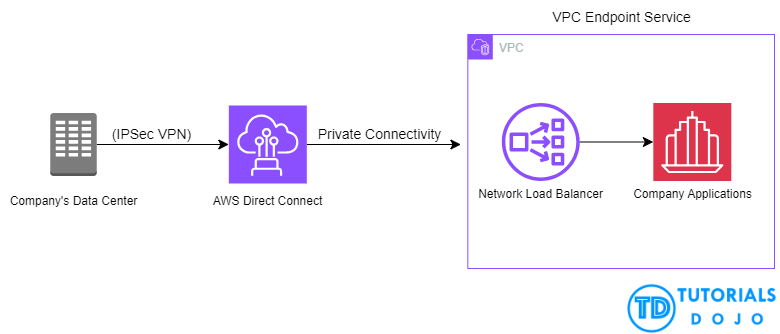 VPC Endpoint Service
VPC
(IPSec VPN)
Private Connectivity
Company's Data Center
AWS Direct Connect
Network Load Balancer
Company Applications
TD TUTORIALS
DOJO